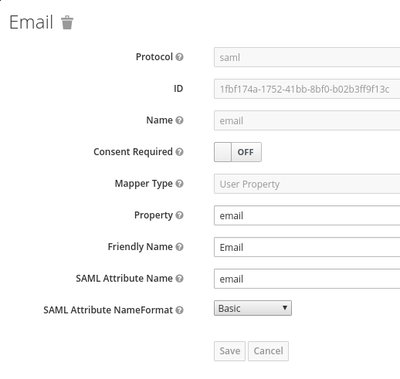 Email
Protocol saml
ID 1fbf174a-1752-41bb-8bf0-b02b3ff9f13c
Name email
Consent Required OFF
Mapper Type User Property
Property email
Friendly Name Email
SAML Attribute Name email
SAML Attribute NameFormat Basic
Save Cancel